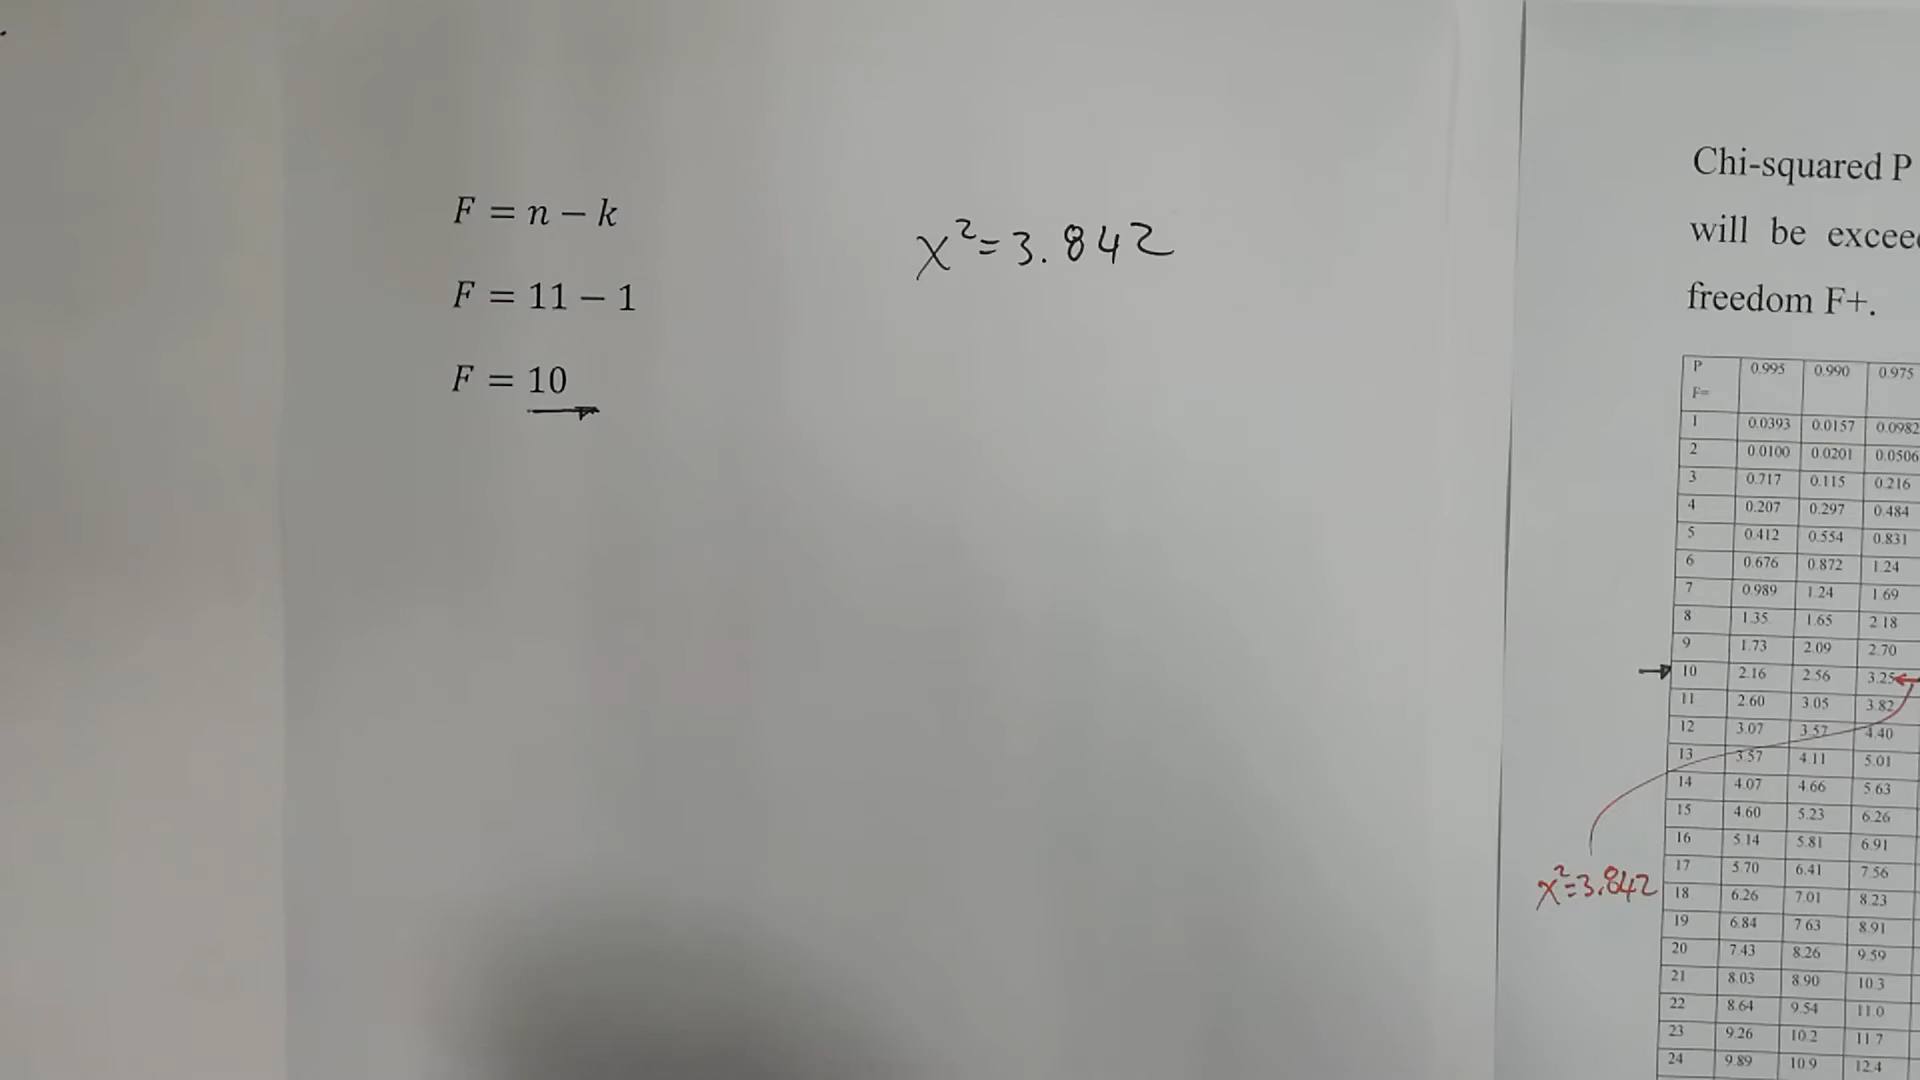 F = n − k
F = 11 − 1
F = 10
χ²=3.842
Chi-squared P
will be excee
freedom F+.
P 0.995 0.990 0.975
F=
1 0.0393 0.0157 0.0982
2 0.0100 0.0201 0.0506
3 0.717 0.115 0.216
4 0.207 0.297 0.484
5 0.412 0.554 0.831
6 0.676 0.872 1.24
7 0.989 1.24 1.69
8 1.35 1.65 2.18
9 1.73 2.09 2.70
10 2.16 2.56 3.25
11 2.60 3.05 3.82
12 3.07 3.57 4.40
13 3.57 4.11 5.01
14 4.07 4.66 5.63
15 4.60 5.23 6.26
16 5.14 5.81 6.91
17 5.70 6.41 7.56
χ²=3.842
18 6.26 7.01 8.23
19 6.84 7.63 8.91
20 7.43 8.26 9.59
21 8.03 8.90 10.3
22 8.64 9.54 11.0
23 9.26 10.2 11.7
24 9.89 10.9 12.4